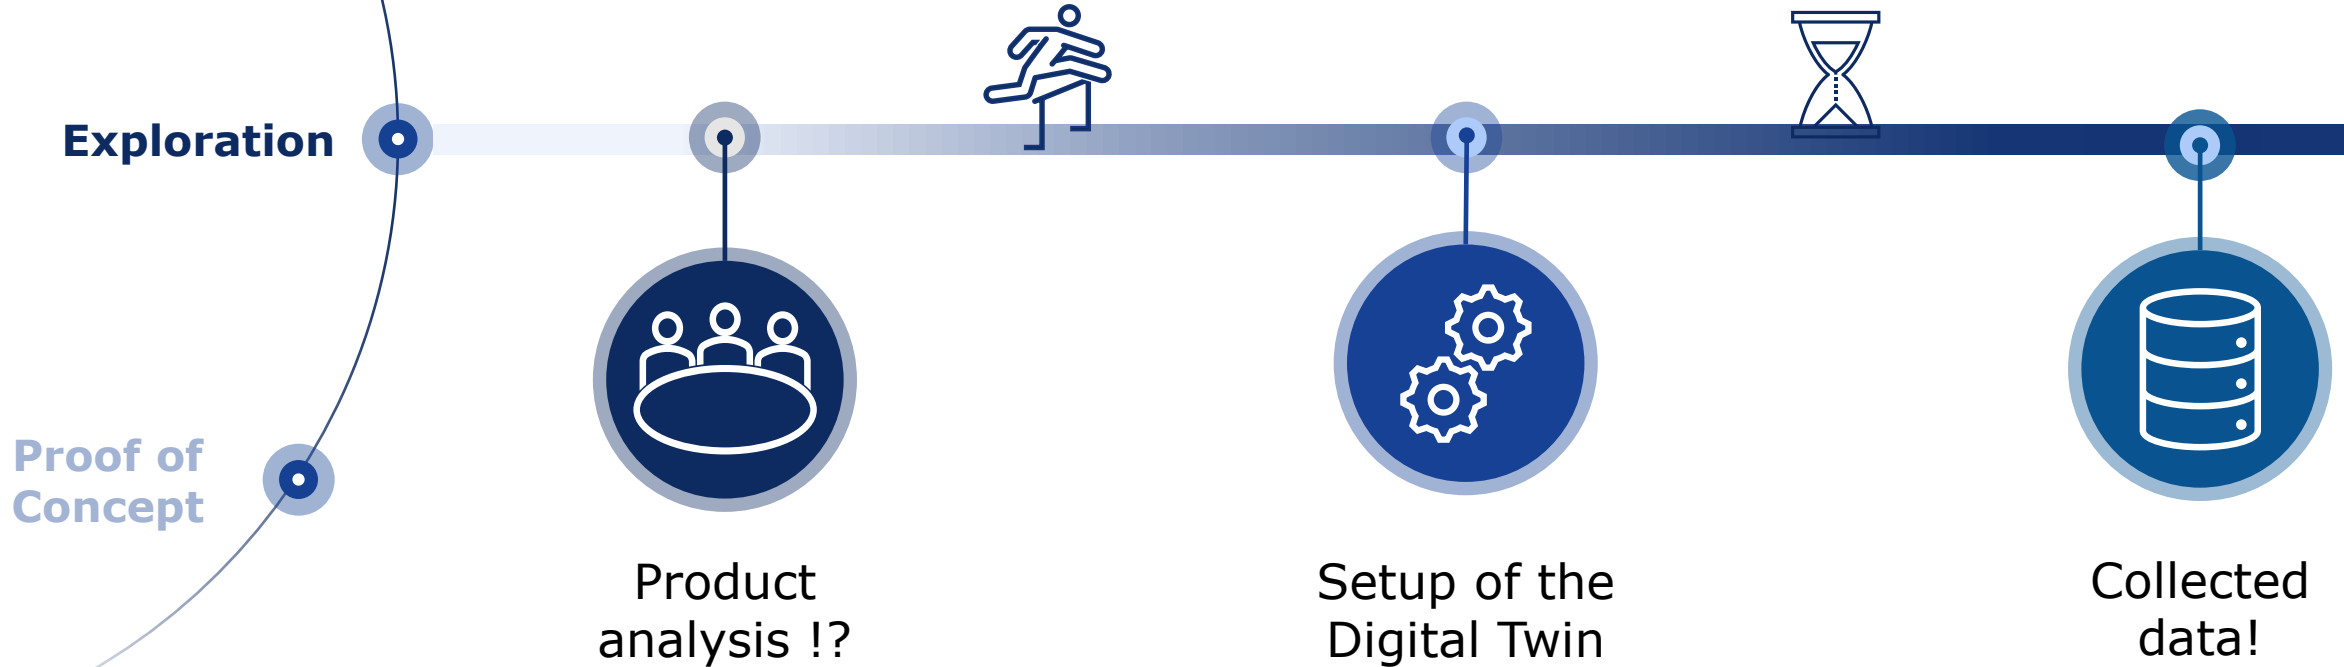 Exploration
Proof of
Concept
Product
analysis !?
Setup of the
Digital Twin
Collected
data!